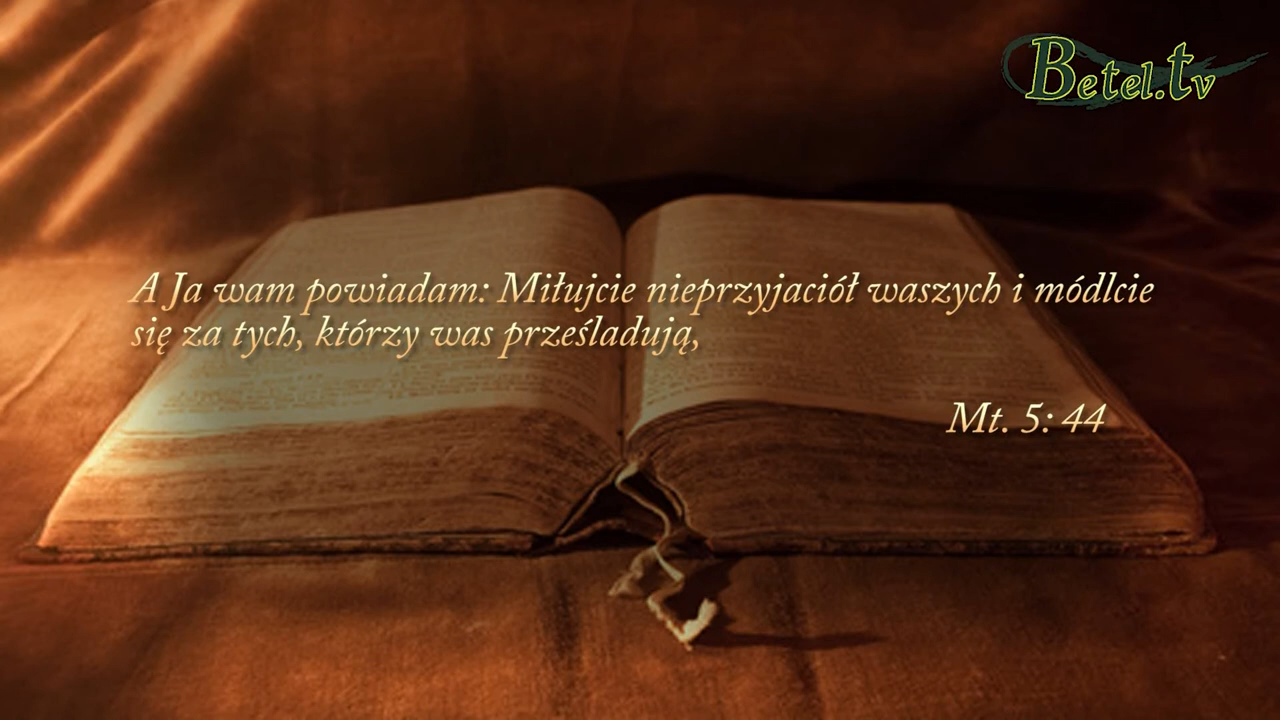 Betel.tv
A Ja wam powiadam: Miłujcie nieprzyjaciół waszych i módlcie
się za tych, którzy was prześladują,
Mt. 5: 44